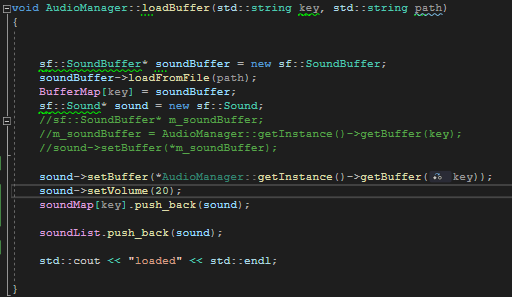 void AudioManager::loadBuffer(std::string key, std::string path)
{
sf::SoundBuffer* soundBuffer = new sf::SoundBuffer;
soundBuffer->loadFromFile(path);
BufferMap[key] = soundBuffer;
sf::Sound* sound = new sf::Sound;
//sf::SoundBuffer* m_soundBuffer;
//m_soundBuffer = AudioManager::getInstance()->getBuffer(key);
//sound->setBuffer(*m_soundBuffer);
sound->setBuffer(*AudioManager::getInstance()->getBuffer(key));
sound->setVolume(20);
soundMap[key].push_back(sound);
soundList.push_back(sound);
std::cout << "loaded" << std::endl;
}